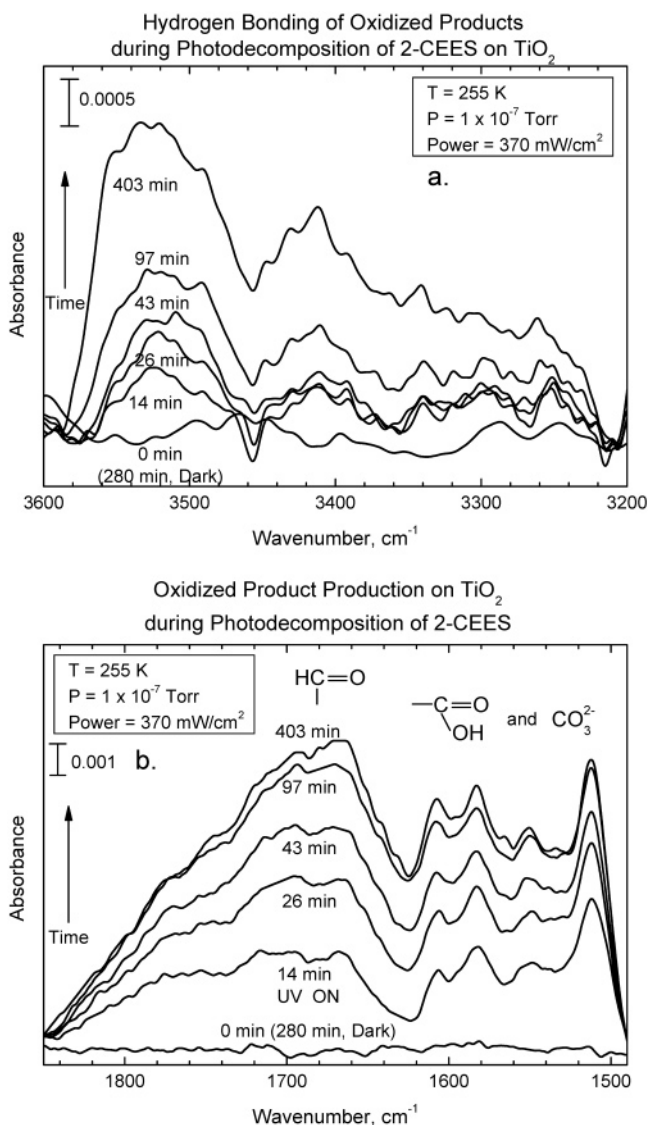 Hydrogen Bonding of Oxidized Products
during Photodecomposition of 2-CEES on TiO2
0.0005
T = 255 K
P = 1 x 10-7 Torr
Power = 370 mW/cm2
a.
403 min
97 min
43 min
26 min
14 min
0 min
(280 min, Dark)
Time
Absorbance
3600 3500 3400 3300 3200
Wavenumber, cm-1
Oxidized Product Production on TiO2
during Photodecomposition of 2-CEES
T = 255 K
P = 1 x 10-7 Torr
Power = 370 mW/cm2
HC=O
C=O
OH
and CO3 2-
0.001
b.
403 min
97 min
43 min
26 min
14 min
UV ON
0 min (280 min, Dark)
Time
Absorbance
1800 1700 1600 1500
Wavenumber, cm-1